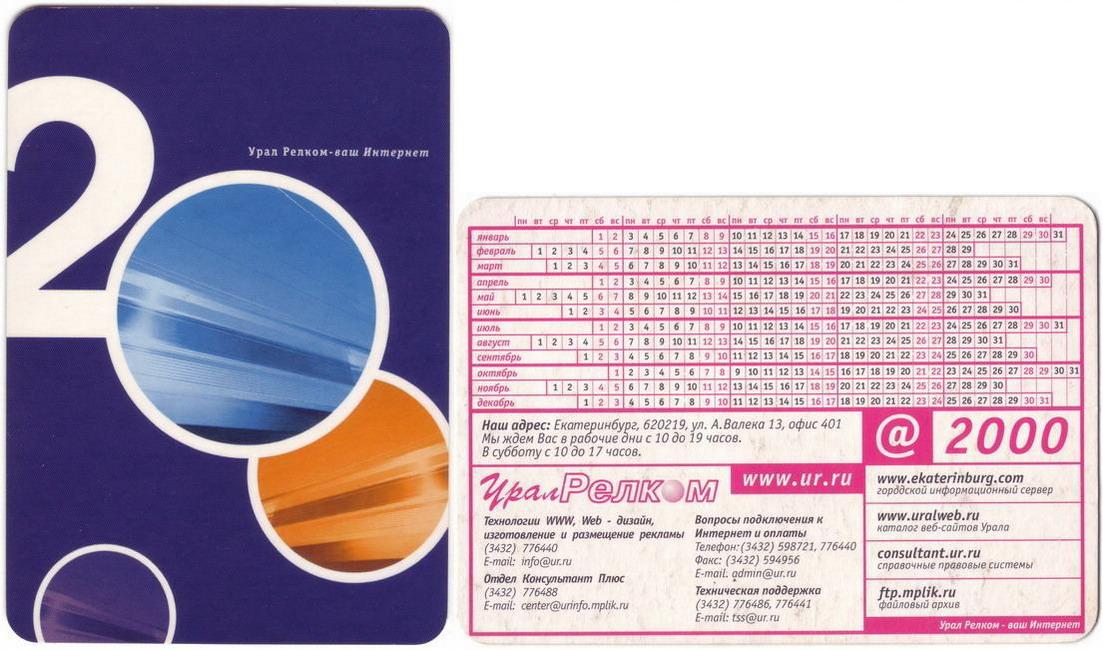 2
Урал Релком-ваш Интернет
пн вт ср чт пт сб вс пн вт ср чт пт сб вс пн вт ср чт пт сб вс пн вт ср чт пт сб вс пн вт ср чт пт сб вс
январь 1 2 3 4 5 6 7 8 9 10 11 12 13 14 15 16 17 18 19 20 21 22 23 24 25 26 27 28 29 30 31
февраль 1 2 3 4 5 6 7 8 9 10 11 12 13 14 15 16 17 18 19 20 21 22 23 24 25 26 27 28 29
март 1 2 3 4 5 6 7 8 9 10 11 12 13 14 15 16 17 18 19 20 21 22 23 24 25 26 27 28 29 30 31
апрель 1 2 3 4 5 6 7 8 9 10 11 12 13 14 15 16 17 18 19 20 21 22 23 24 25 26 27 28 29 30
май 1 2 3 4 5 6 7 8 9 10 11 12 13 14 15 16 17 18 19 20 21 22 23 24 25 26 27 28 29 30 31
июнь 1 2 3 4 5 6 7 8 9 10 11 12 13 14 15 16 17 18 19 20 21 22 23 24 25 26 27 28 29 30
июль 1 2 3 4 5 6 7 8 9 10 11 12 13 14 15 16 17 18 19 20 21 22 23 24 25 26 27 28 29 30 31
август 1 2 3 4 5 6 7 8 9 10 11 12 13 14 15 16 17 18 19 20 21 22 23 24 25 26 27 28 29 30 31
сентябрь 1 2 3 4 5 6 7 8 9 10 11 12 13 14 15 16 17 18 19 20 21 22 23 24 25 26 27 28 29 30
октябрь 1 2 3 4 5 6 7 8 9 10 11 12 13 14 15 16 17 18 19 20 21 22 23 24 25 26 27 28 29 30 31
ноябрь 1 2 3 4 5 6 7 8 9 10 11 12 13 14 15 16 17 18 19 20 21 22 23 24 25 26 27 28 29 30
декабрь 1 2 3 4 5 6 7 8 9 10 11 12 13 14 15 16 17 18 19 20 21 22 23 24 25 26 27 28 29 30 31
Наш адрес: Екатеринбург, 620219, ул. А.Валека 13, офис 401
Мы ждем Вас в рабочие дни с 10 до 19 часов.
В субботу с 10 до 17 часов.
@ 2000
УралРелком
www.ur.ru
Технологии WWW, Web - дизайн,
изготовление и размещение рекламы
(3432) 776440
E-mail: info@ur.ru
Отдел Консультант Плюс
(3432) 776488
E-mail: center@urinfo.mplik.ru
Вопросы подключения к
Интернет и оплаты
Телефон:(3432) 598721, 776440
Факс: (3432) 594956
E-mail. admin@ur.ru
Техническая поддержка
(3432) 776486, 776441
E-mail: tss@ur.ru
www.ekaterinburg.com
гордской информационный сервер
www.uralweb.ru
каталог веб-сайтов Урала
consultant.ur.ru
справочные правовые системы
ftp.mplik.ru
файловый архив
Урал Релком - ваш Интернет